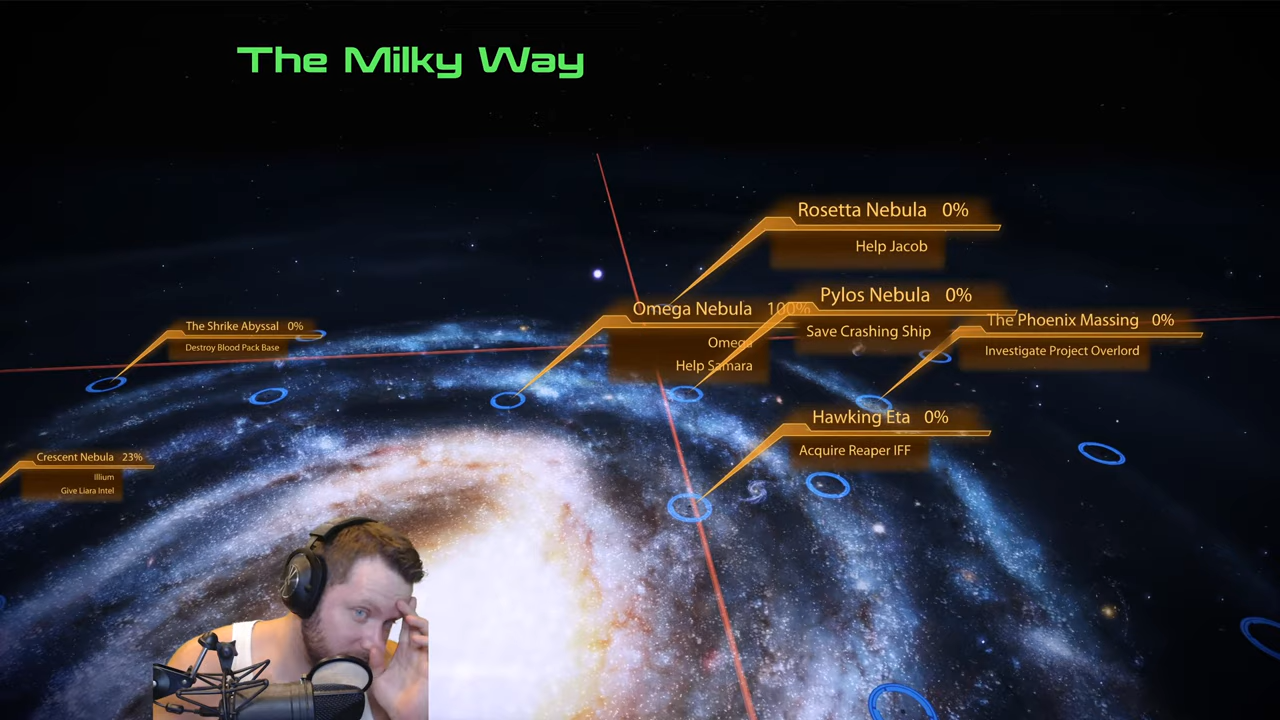 The Milky Way
Rosetta Nebula 0%
Help Jacob
Omega Nebula 100%
Omega
Help Samara
Pylos Nebula 0%
Save Crashing Ship
The Phoenix Massing 0%
Investigate Project Overlord
The Shrike Abyssal 0%
Destroy Blood Pack Base
Hawking Eta 0%
Acquire Reaper IFF
Crescent Nebula 23%
Illium
Give Liara Intel